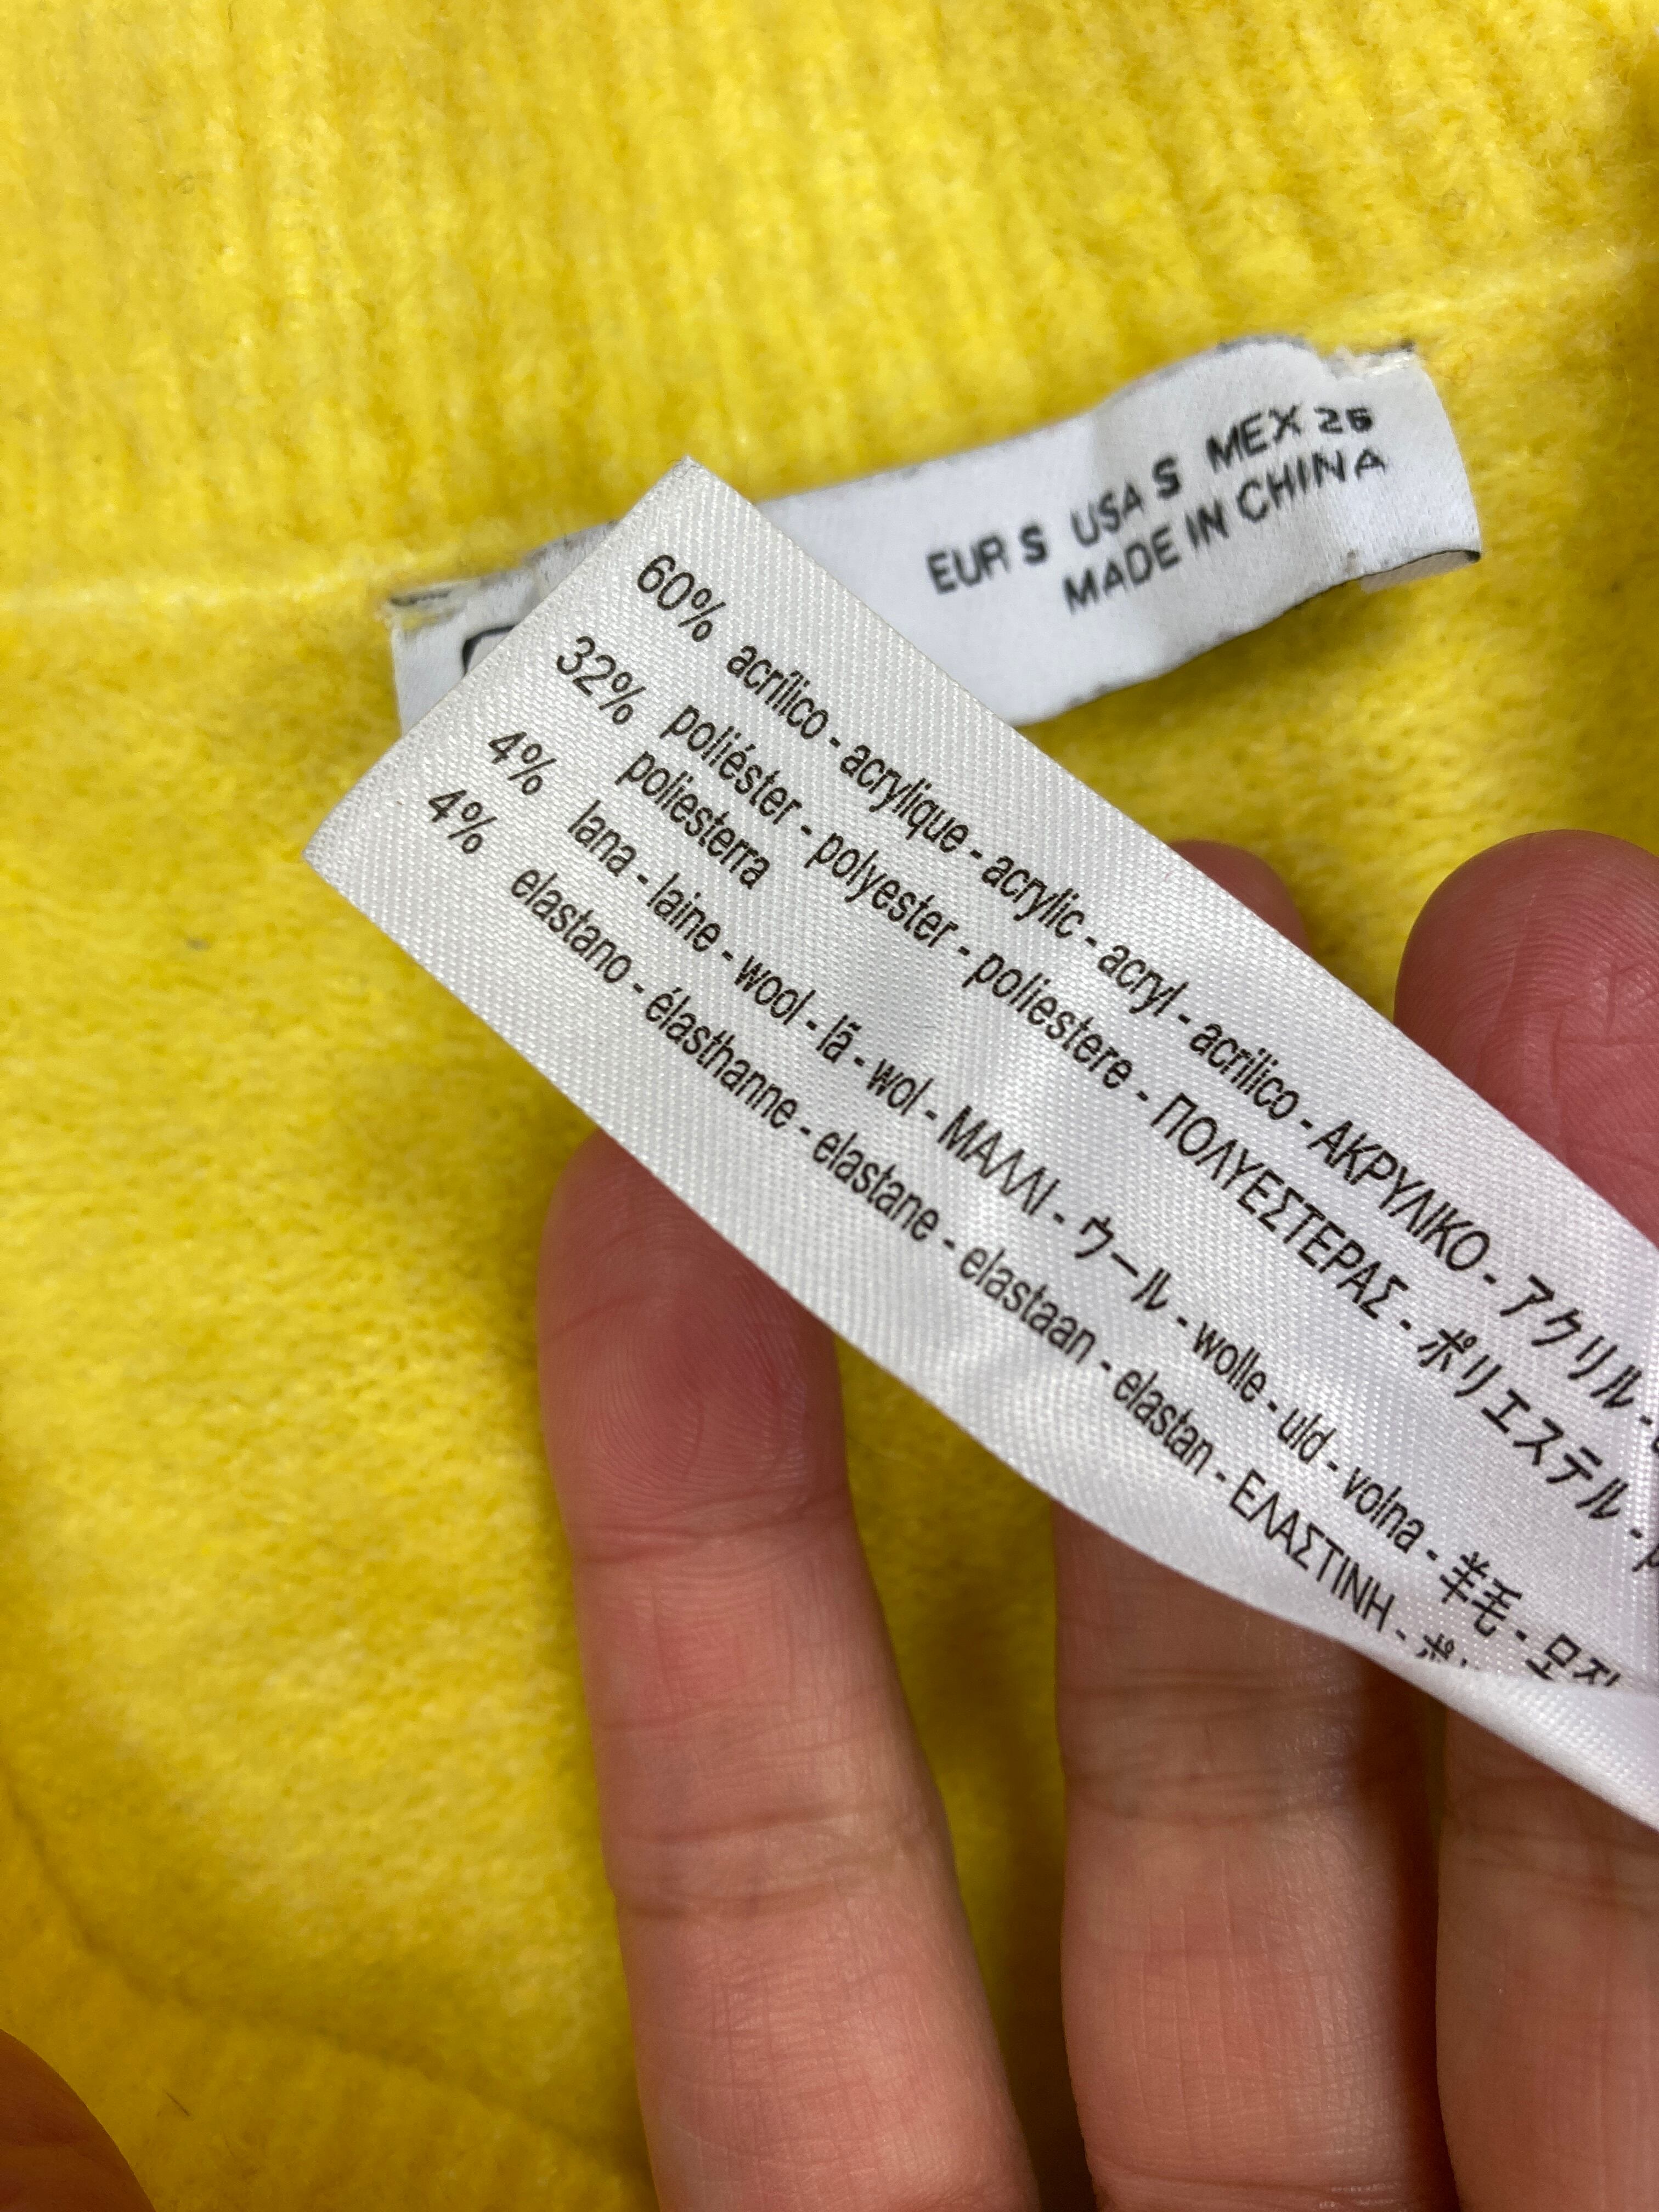 EUR S USA S MEX 26
MADE IN CHINA
60% acrílico - acrylique - acrylic - acryl - acrilico - ΑΚΡΥΛΙΚΟ - アクリル -
32% poliéster - polyester - poliestere - ΠΟΛΥΕΣΤΕΡΑΣ - ポリエステル -
poliesterra
4% lana - laine - wool - lã - wol - ΜΑΛΛΙ - ウール - wolle - uld - volna - 羊毛 -
4% elastano - élasthanne - elastane - elastaan - elastan - ΕΛΑΣΤΙΝΗ -